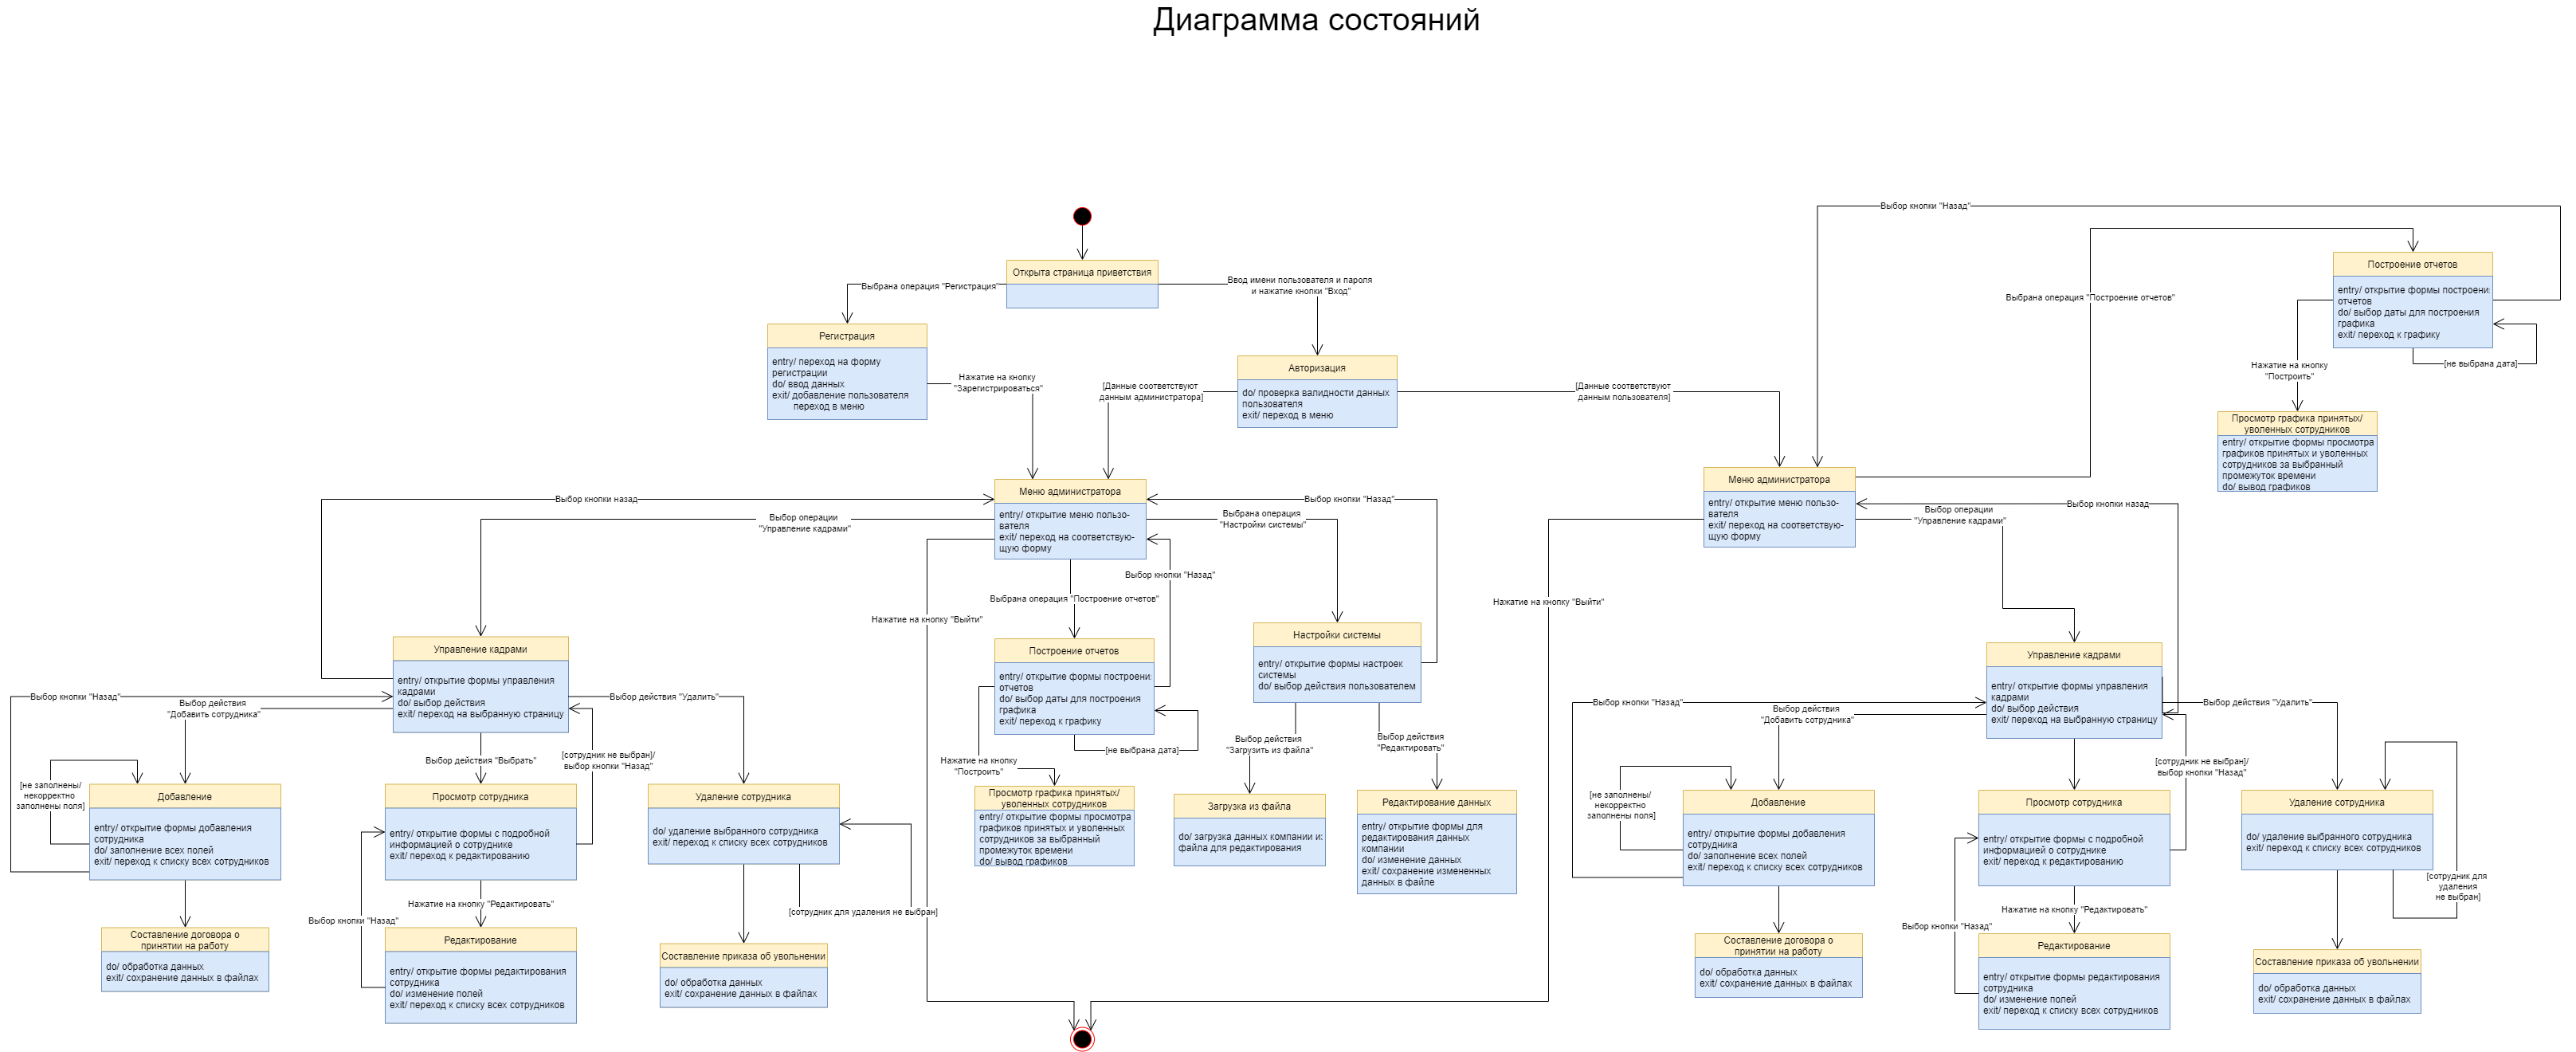 Диаграмма состояний
Выбор кнопки "Назад"
Открыта страница приветствия
Выбрана операция "Регистрация"
Ввод имени пользователя и пароля
и нажатие кнопки "Вход"
Регистрация
entry/ переход на форму
регистрации
do/ ввод данных
exit/ добавление пользователя
переход в меню
Нажатие на кнопку
"Зарегистрироваться"
Авторизация
do/ проверка валидности данных
пользователя
exit/ переход в меню
[Данные соответствуют
данным администратора]
[Данные соответствуют
данным пользователя]
Выбрана операция "Построение отчетов"
Построение отчетов
entry/ открытие формы построени
отчетов
do/ выбор даты для построения
графика
exit/ переход к графику
[не выбрана дата]
Нажатие на кнопку
"Построить"
Просмотр графика принятых/
уволенных сотрудников
entry/ открытие формы просмотра
графиков принятых и уволенных
сотрудников за выбранный
промежуток времени
do/ вывод графиков
Выбор кнопки назад
Выбор операции
"Управление кадрами"
Меню администратора
entry/ открытие меню пользо-
вателя
exit/ переход на соответствую-
щую форму
Выбор кнопки "Назад"
Выбрана операция
"Настройки системы"
Меню администратора
entry/ открытие меню пользо-
вателя
exit/ переход на соответствую-
щую форму
Выбор кнопки назад
Выбор операции
"Управление кадрами"
Выбор кнопки "Назад"
Выбрана операция "Построение отчетов"
Нажатие на кнопку "Выйти"
Нажатие на кнопку "Выйти"
Управление кадрами
entry/ открытие формы управления
кадрами
do/ выбор действия
exit/ переход на выбранную страницу
Выбор кнопки "Назад"
Выбор действия
"Добавить сотрудника"
Выбор действия "Удалить"
Выбор действия "Выбрать"
[сотрудник не выбран]/
выбор кнопки "Назад"
[не заполнены/
некорректно
заполнены поля]
Добавление
entry/ открытие формы добавления
сотрудника
do/ заполнение всех полей
exit/ переход к списку всех сотрудников
Просмотр сотрудника
entry/ открытие формы с подробной
информацией о сотруднике
exit/ переход к редактированию
Удаление сотрудника
do/ удаление выбранного сотрудника
exit/ переход к списку всех сотрудников
[сотрудник для удаления не выбран]
Нажатие на кнопку "Редактировать"
Выбор кнопки "Назад"
Составление договора о
принятии на работу
do/ обработка данных
exit/ сохранение данных в файлах
Редактирование
entry/ открытие формы редактирования
сотрудника
do/ изменение полей
exit/ переход к списку всех сотрудников
Составление приказа об увольнении
do/ обработка данных
exit/ сохранение данных в файлах
Построение отчетов
entry/ открытие формы построени
отчетов
do/ выбор даты для построения
графика
exit/ переход к графику
[не выбрана дата]
Нажатие на кнопку
"Построить"
Просмотр графика принятых/
уволенных сотрудников
entry/ открытие формы просмотра
графиков принятых и уволенных
сотрудников за выбранный
промежуток времени
do/ вывод графиков
Настройки системы
entry/ открытие формы настроек
системы
do/ выбор действия пользователем
Выбор действия
"Загрузить из файла"
Выбор действия
"Редактировать"
Загрузка из файла
do/ загрузка данных компании из
файла для редактирования
Редактирование данных
entry/ открытие формы для
редактирования данных
компании
do/ изменение данных
exit/ сохранение измененных
данных в файле
Управление кадрами
entry/ открытие формы управления
кадрами
do/ выбор действия
exit/ переход на выбранную страницу
Выбор кнопки "Назад"
Выбор действия
"Добавить сотрудника"
Выбор действия "Удалить"
[сотрудник не выбран]/
выбор кнопки "Назад"
[не заполнены/
некорректно
заполнены поля]
Добавление
entry/ открытие формы добавления
сотрудника
do/ заполнение всех полей
exit/ переход к списку всех сотрудников
Просмотр сотрудника
entry/ открытие формы с подробной
информацией о сотруднике
exit/ переход к редактированию
Удаление сотрудника
do/ удаление выбранного сотрудника
exit/ переход к списку всех сотрудников
[сотрудник для
удаления
не выбран]
Нажатие на кнопку "Редактировать"
Выбор кнопки "Назад"
Составление договора о
принятии на работу
do/ обработка данных
exit/ сохранение данных в файлах
Редактирование
entry/ открытие формы редактирования
сотрудника
do/ изменение полей
exit/ переход к списку всех сотрудников
Составление приказа об увольнении
do/ обработка данных
exit/ сохранение данных в файлах